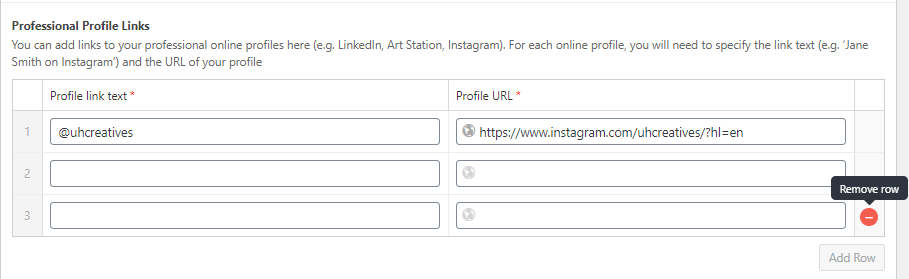 Professional Profile Links
You can add links to your professional online profiles here (e.g. LinkedIn, Art Station, Instagram). For each online profile, you will need to specify the link text (e.g. ‘Jane
Smith on Instagram’) and the URL of your profile
Profile link text * Profile URL *
1 @uhcreatives https://www.instagram.com/uhcreatives/?hl=en
2
Remove row
3
Add Row